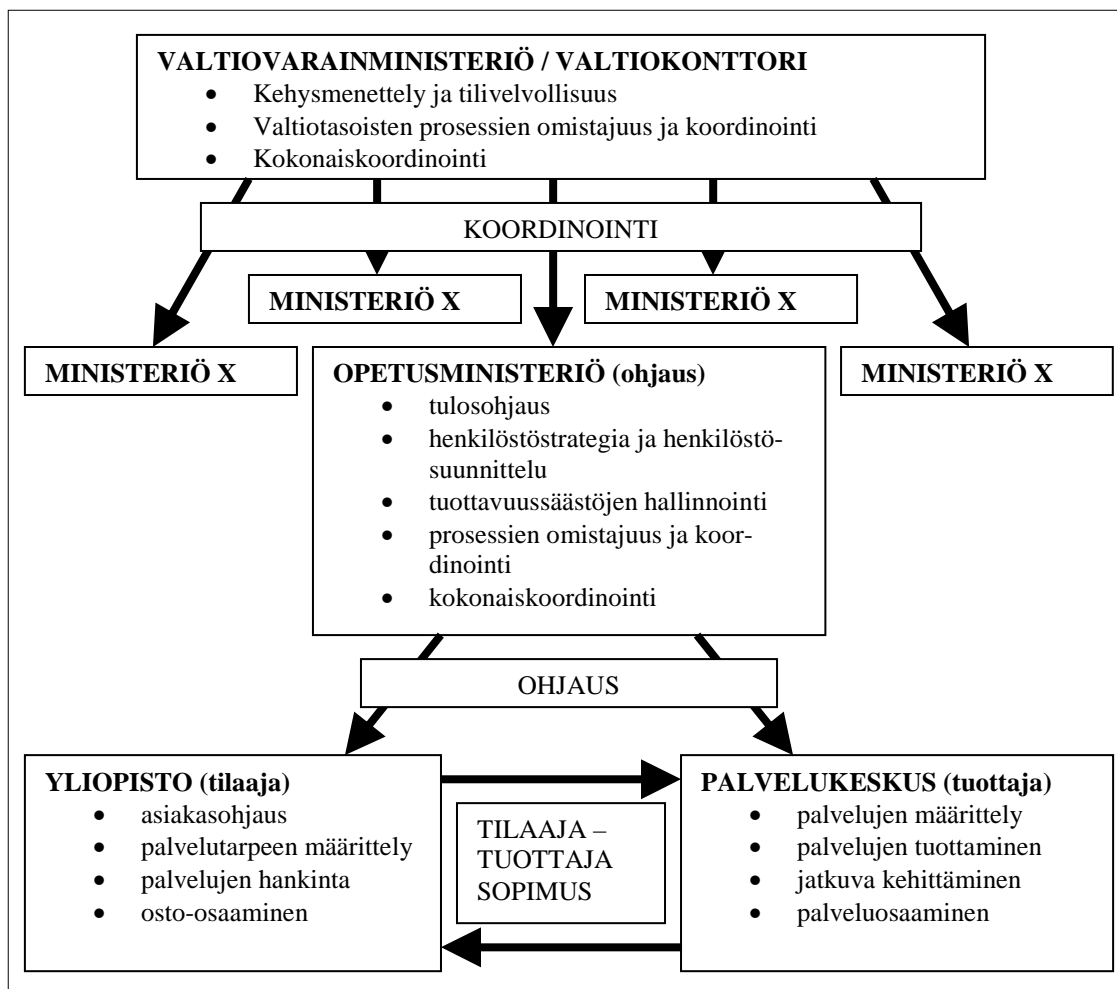 VALTIOVARAINMINISTERIÖ / VALTIOKONTTORI
• Kehysmenettely ja tilivelvollisuus
• Valtiotasoisten prosessien omistajuus ja koordinointi
• Kokonaiskoordinointi
KOORDINOINTI
MINISTERIÖ X
MINISTERIÖ X
MINISTERIÖ X
OPETUSMINISTERIÖ (ohjaus)
• tulosohjaus
• henkilöstöstrategia ja henkilöstö-
suunnittelu
• tuottavuussäästöjen hallinnointi
• prosessien omistajuus ja koor-
dinointi
• kokonaiskoordinointi
MINISTERIÖ X
OHJAUS
YLIOPISTO (tilaaja)
• asiakasohjaus
• palvelutarpeen määrittely
• palvelujen hankinta
• osto-osaaminen
TILAAJA –
TUOTTAJA
SOPIMUS
PALVELUKESKUS (tuottaja)
• palvelujen määrittely
• palvelujen tuottaminen
• jatkuva kehittäminen
• palveluosaaminen